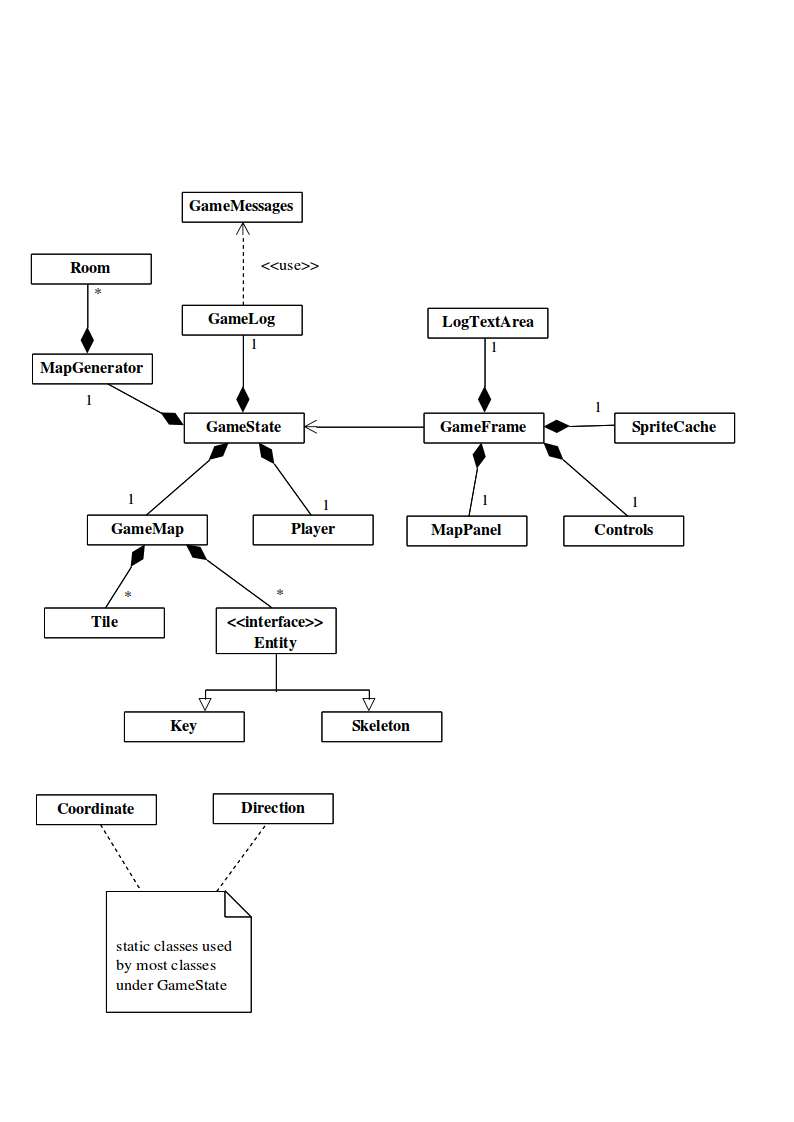 GameMessages
<<use>>
Room
*
GameLog
1
LogTextArea
1
MapGenerator
1
GameState
GameFrame
1
SpriteCache
1
1
1
1
GameMap
Player
MapPanel
Controls
*
*
Tile
<<interface>>
Entity
Key
Skeleton
Coordinate
Direction
static classes used
by most classes
under GameState